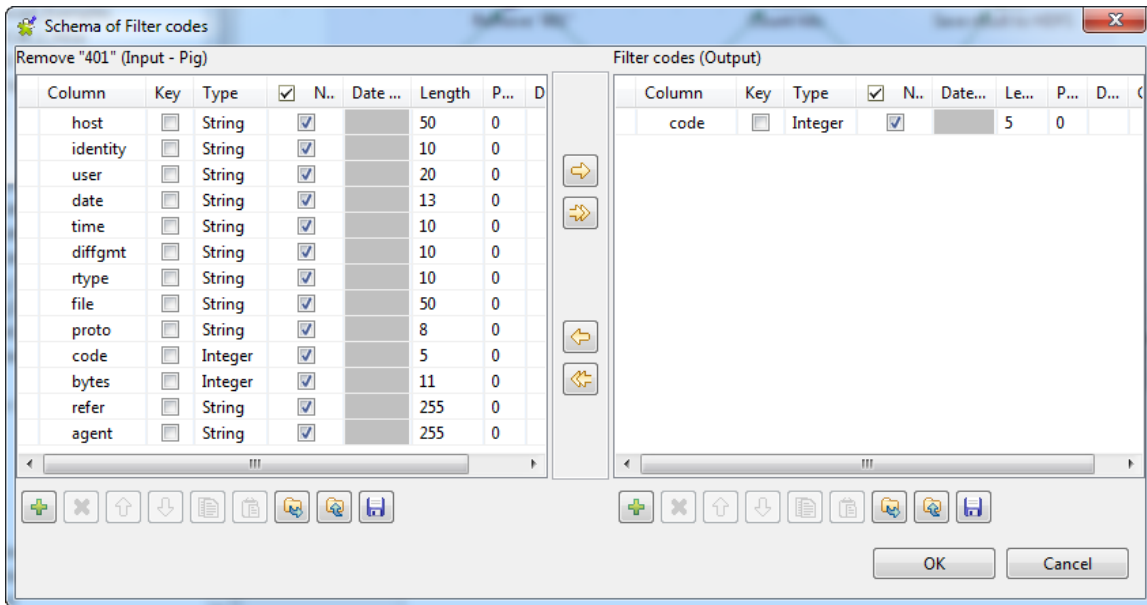 Schema of Filter codes
Remove "401" (Input - Pig)
Column Key Type N.. Date ... Length P... D
host String 50 0
identity String 10 0
user String 20 0
date String 13 0
time String 10 0
diffgmt String 10 0
rtype String 10 0
file String 50 0
proto String 8 0
code Integer 5 0
bytes Integer 11 0
refer String 255 0
agent String 255 0
Filter codes (Output)
Column Key Type N.. Date... Le... P... D...
code Integer 5 0
OK Cancel